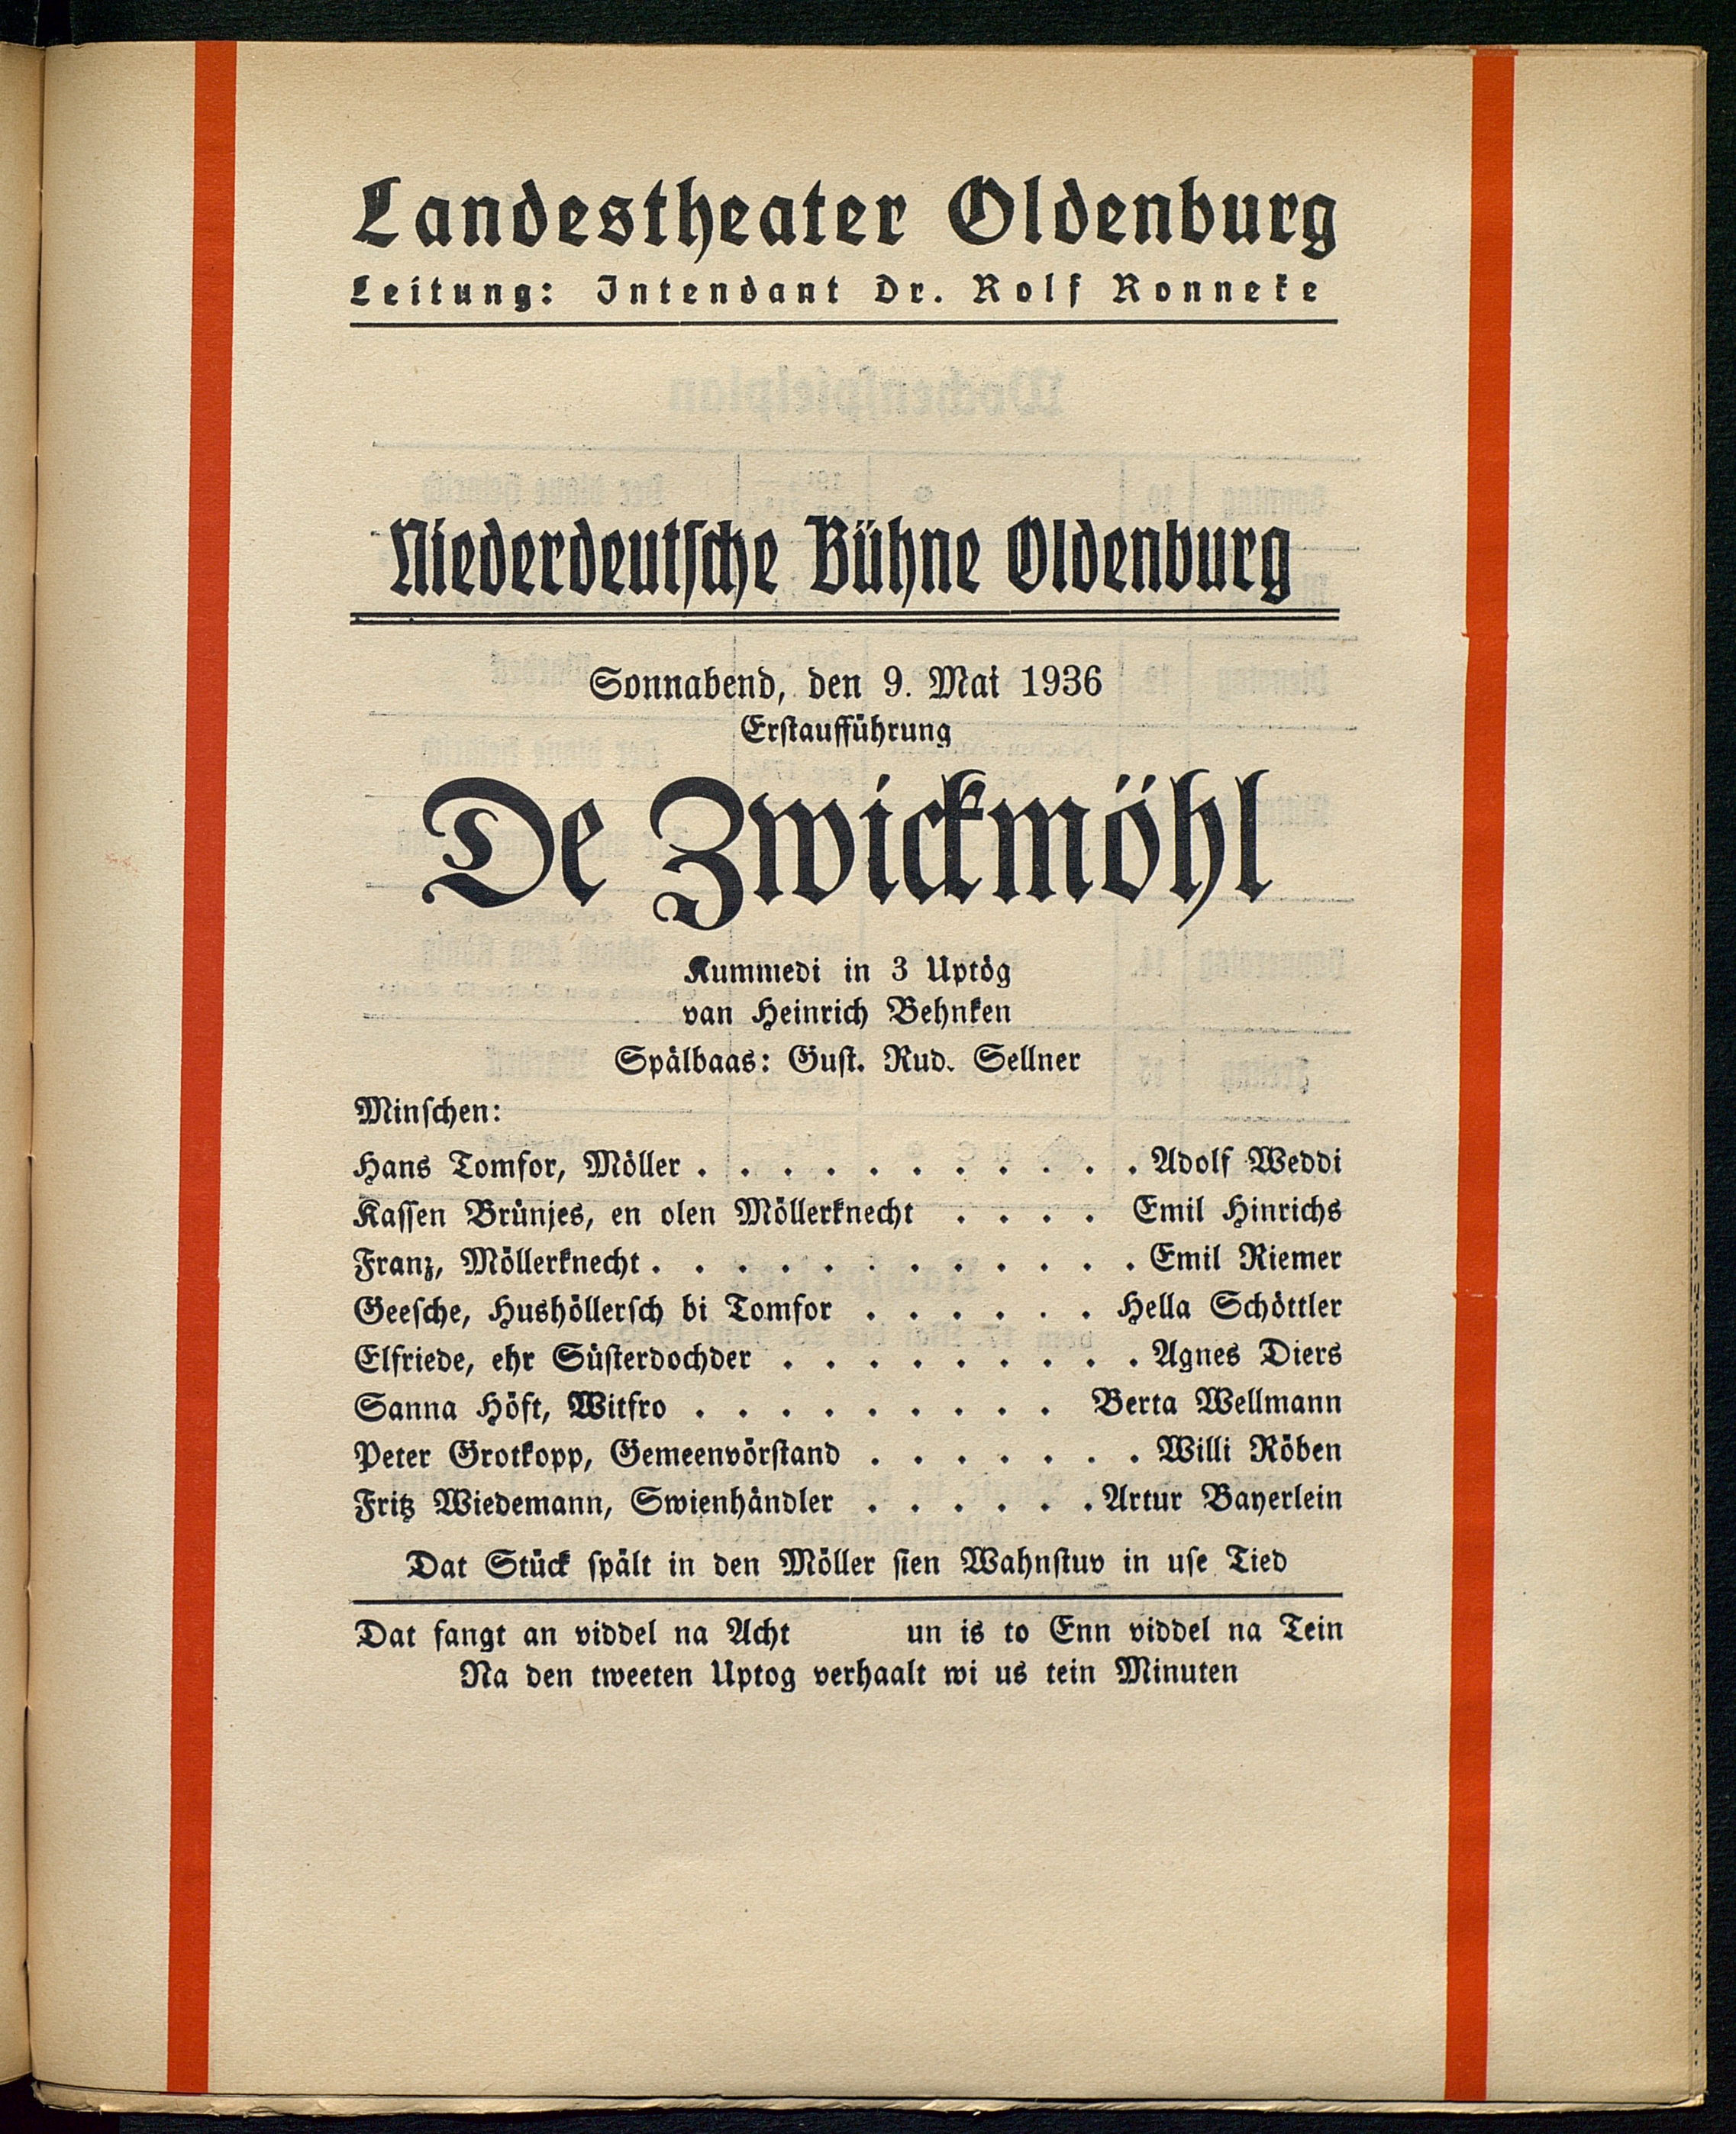 Landestheater Oldenburg
Leitung: Intendant Dr. Rolf Ronneke
Niederdeutsche Bühne Oldenburg
Sonnabend, den 9. Mai 1936
Erstaufführung
De Zwickmöhl
Kummedi in 3 Uptög
van Heinrich Behnken
Spälbaas: Gust. Rud. Sellner
Minschen:
Hans Tomfor, Möller . . . . . . . . . . . Adolf Weddi
Kassen Brünjes, en olen Möllerknecht . . . . Emil Hinrichs
Franz, Möllerknecht . . . . . . . . . . . . Emil Riemer
Geesche, Hushöllersch bi Tomfor . . . . . . Hella Schöttler
Elfriede, ehr Süsterdochder . . . . . . . . . Agnes Diers
Sanna Höft, Witfro . . . . . . . . . Berta Wellmann
Peter Grotkopp, Gemeenvörstand . . . . . . . Willi Röben
Fritz Wiedemann, Swienhändler . . . . . . Artur Bayerlein
Dat Stück spält in den Möller sien Wahnstuv in use Tied
Dat fangt an viddel na Acht un is to Enn viddel na Tein
Na den tweeten Uptog verhaalt wi us tein Minuten